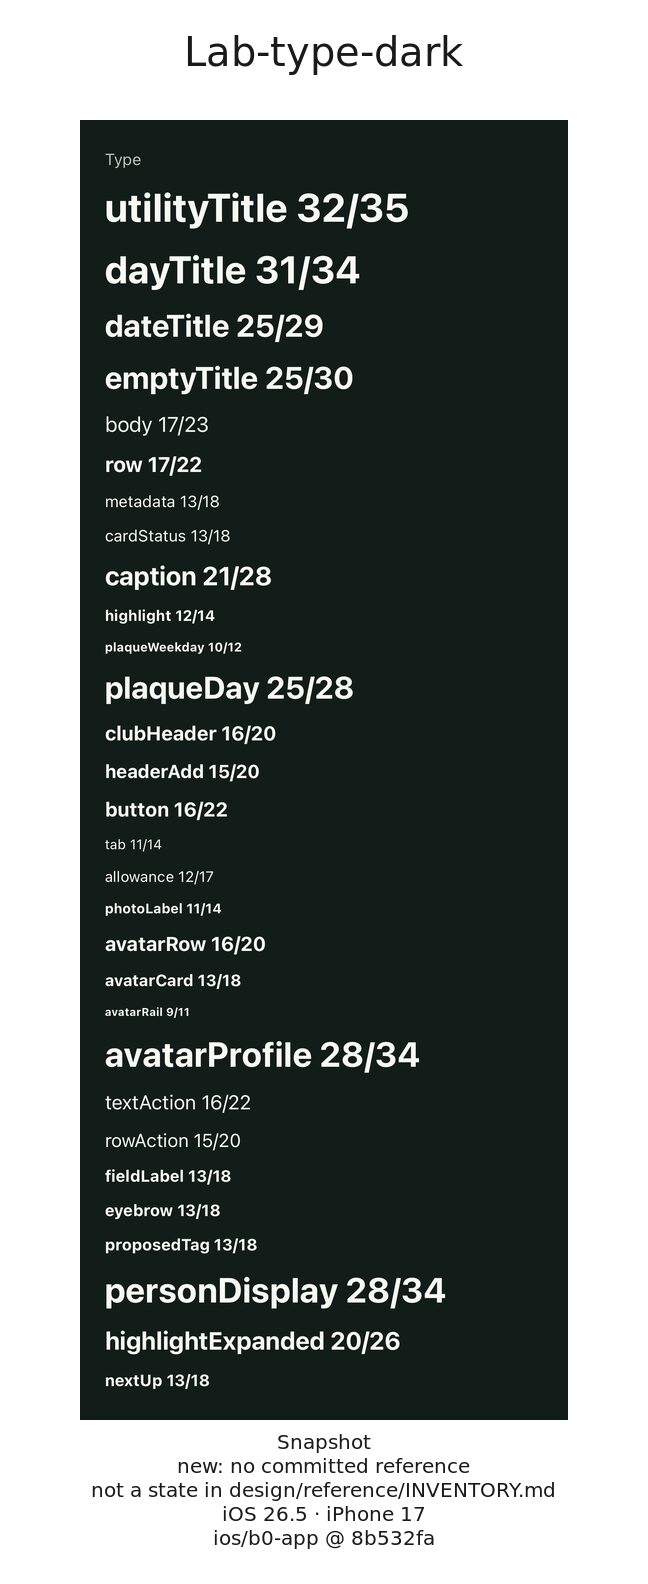 Lab-type-dark
Type
utilityTitle 32/35
dayTitle 31/34
dateTitle 25/29
emptyTitle 25/30
body 17/23
row 17/22
metadata 13/18
cardStatus 13/18
caption 21/28
highlight 12/14
plaqueWeekday 10/12
plaqueDay 25/28
clubHeader 16/20
headerAdd 15/20
button 16/22
tab 11/14
allowance 12/17
photoLabel 11/14
avatarRow 16/20
avatarCard 13/18
avatarRail 9/11
avatarProfile 28/34
textAction 16/22
rowAction 15/20
fieldLabel 13/18
eyebrow 13/18
proposedTag 13/18
personDisplay 28/34
highlightExpanded 20/26
nextUp 13/18
Snapshot
new: no committed reference
not a state in design/reference/INVENTORY.md
iOS 26.5 · iPhone 17
ios/b0-app @ 8b532fa